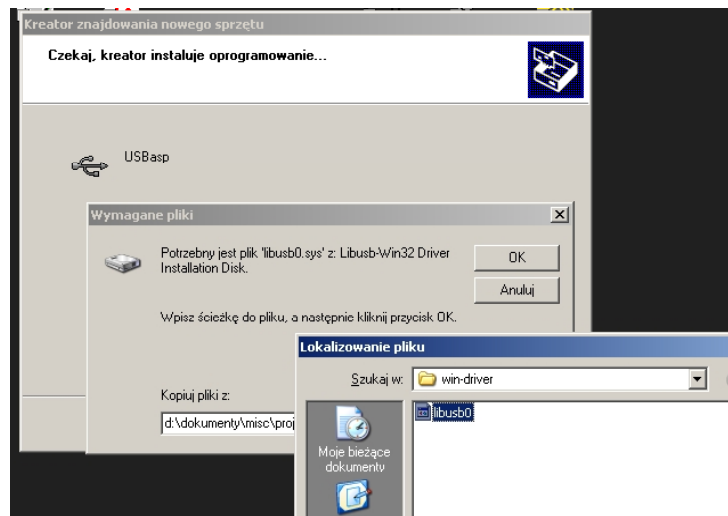 Kreator znajdowania nowego sprzętu
Czekaj, kreator instaluje oprogramowanie...
USBasp
Wymagane pliki
Potrzebny jest plik 'libusb0.sys' z: Libusb-Win32 Driver
Installation Disk.
OK
Anuluj
Wpisz ścieżkę do pliku, a następnie kliknij przycisk OK.
Kopiuj pliki z:
d:\dokumenty\misc\proj
Lokalizowanie pliku
Szukaj w:
win-driver
libusb0
Moje bieżące
dokumenty